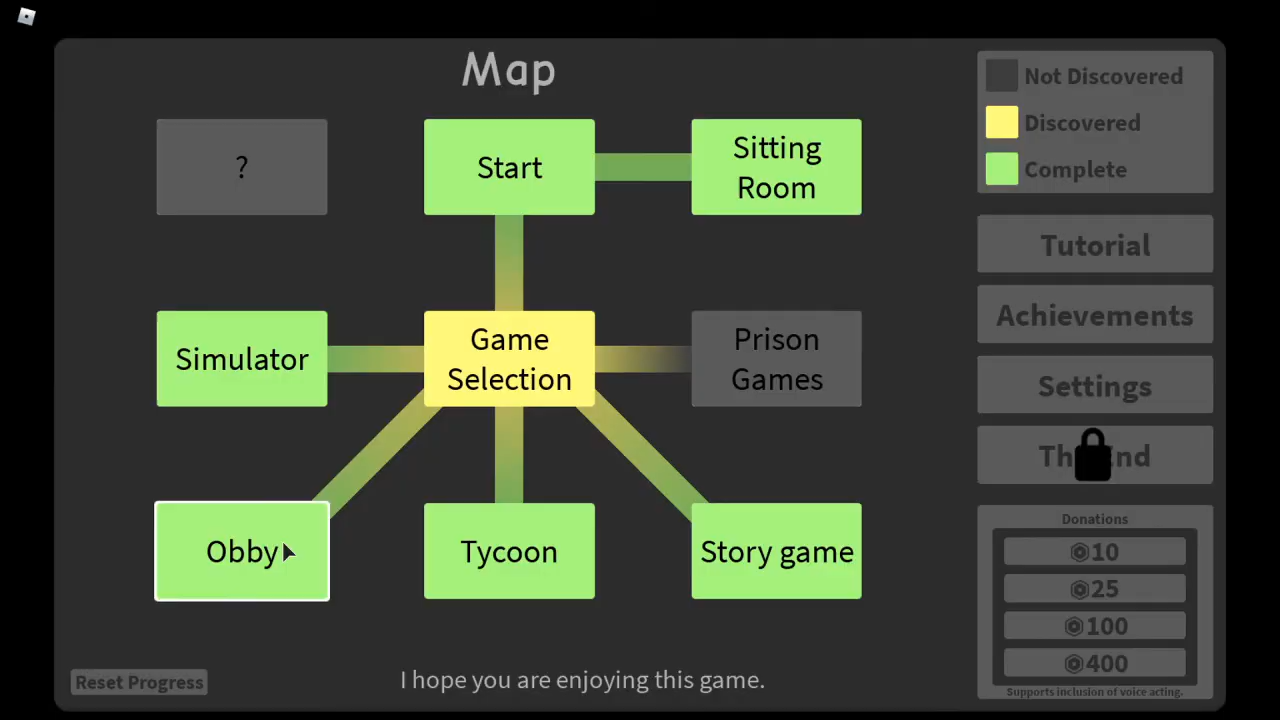 Map
?
Start
Sitting
Room
Simulator
Game
Selection
Prison
Games
Obby
Tycoon
Story game
Reset Progress
I hope you are enjoying this game.
Not Discovered
Discovered
Complete
Tutorial
Achievements
Settings
Donations
10
25
100
400
Supports inclusion of voice acting.